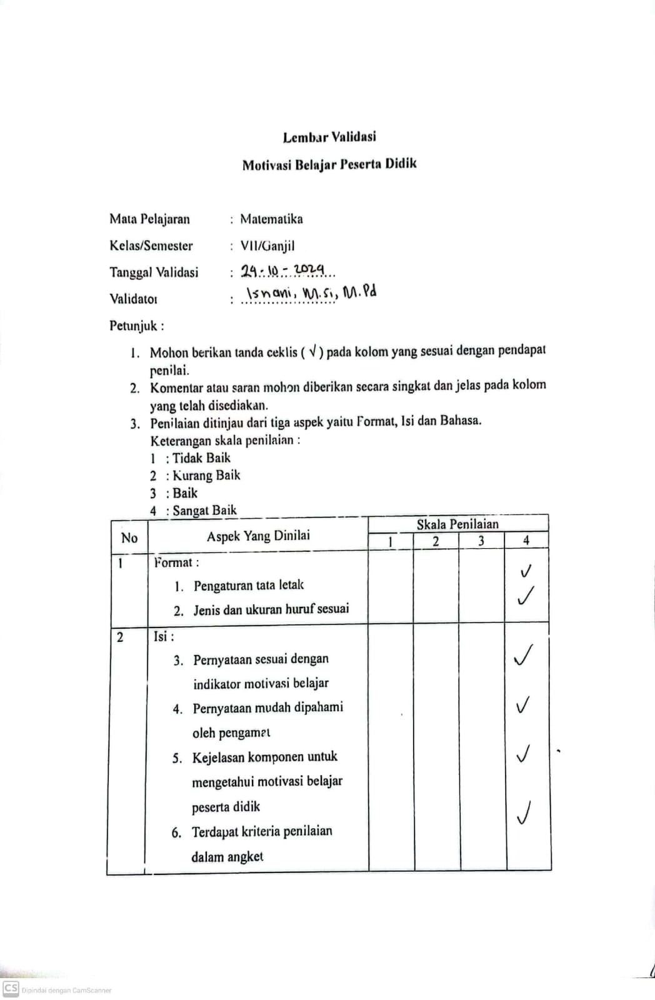 Lembar Validasi
Motivasi Belajar Peserta Didik
Mata Pelajaran : Matematika
Kelas/Semester : VII/Ganjil
Tanggal Validasi : 29-10-2029
Validator : Isnani, M.Si, M.Pd
Petunjuk :
1. Mohon berikan tanda ceklis ( √ ) pada kolom yang sesuai dengan pendapat
penilai.
2. Komentar atau saran mohon diberikan secara singkat dan jelas pada kolom
yang telah disediakan.
3. Penilaian ditinjau dari tiga aspek yaitu Format, Isi dan Bahasa.
Keterangan skala penilaian :
1 : Tidak Baik
2 : Kurang Baik
3 : Baik
4 : Sangat Baik
No Aspek Yang Dinilai Skala Penilaian
1 2 3 4
1 Format :
1. Pengaturan tata letak ✓
2. Jenis dan ukuran huruf sesuai ✓
2 Isi :
3. Pernyataan sesuai dengan ✓
indikator motivasi belajar
4. Pernyataan mudah dipahami ✓
oleh pengamat
5. Kejelasan komponen untuk ✓
mengetahui motivasi belajar
peserta didik
6. Terdapat kriteria penilaian ✓
dalam angket
CS Dipindai dengan CamScanner